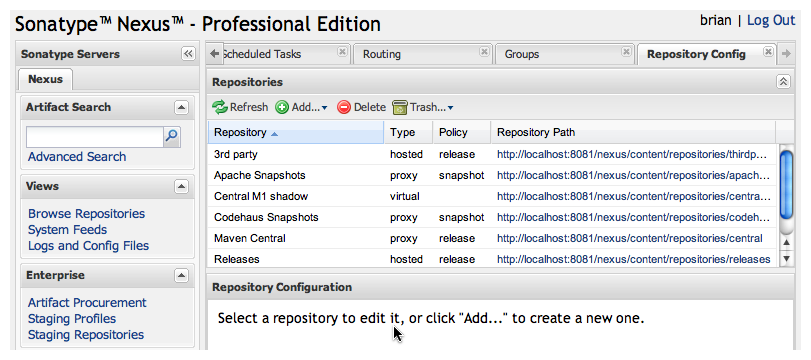 Sonatype™ Nexus™ - Professional Edition
brian | Log Out
Sonatype Servers
Nexus
Artifact Search
Advanced Search
Views
Browse Repositories
System Feeds
Logs and Config Files
Enterprise
Artifact Procurement
Staging Profiles
Staging Repositories
Scheduled Tasks Routing Groups Repository Config
Repositories
Refresh Add... Delete Trash...
Repository Type Policy Repository Path
3rd party hosted release http://localhost:8081/nexus/content/repositories/thirdp...
Apache Snapshots proxy snapshot http://localhost:8081/nexus/content/repositories/apach...
Central M1 shadow virtual http://localhost:8081/nexus/content/repositories/centra...
Codehaus Snapshots proxy snapshot http://localhost:8081/nexus/content/repositories/codeh...
Maven Central proxy release http://localhost:8081/nexus/content/repositories/central
Releases hosted release http://localhost:8081/nexus/content/repositories/releases
Repository Configuration
Select a repository to edit it, or click "Add..." to create a new one.